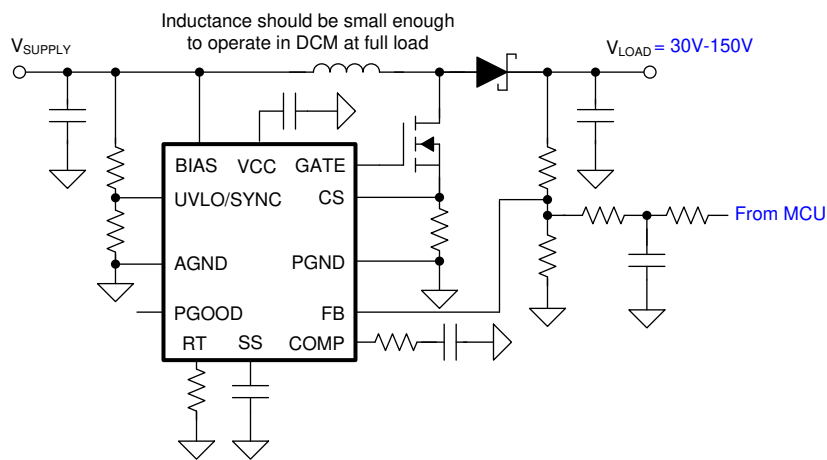 Inductance should be small enough
to operate in DCM at full load
VSUPPLY
VLOAD = 30V-150V
BIAS VCC GATE
UVLO/SYNC CS
AGND PGND
PGOOD FB
RT SS COMP
From MCU